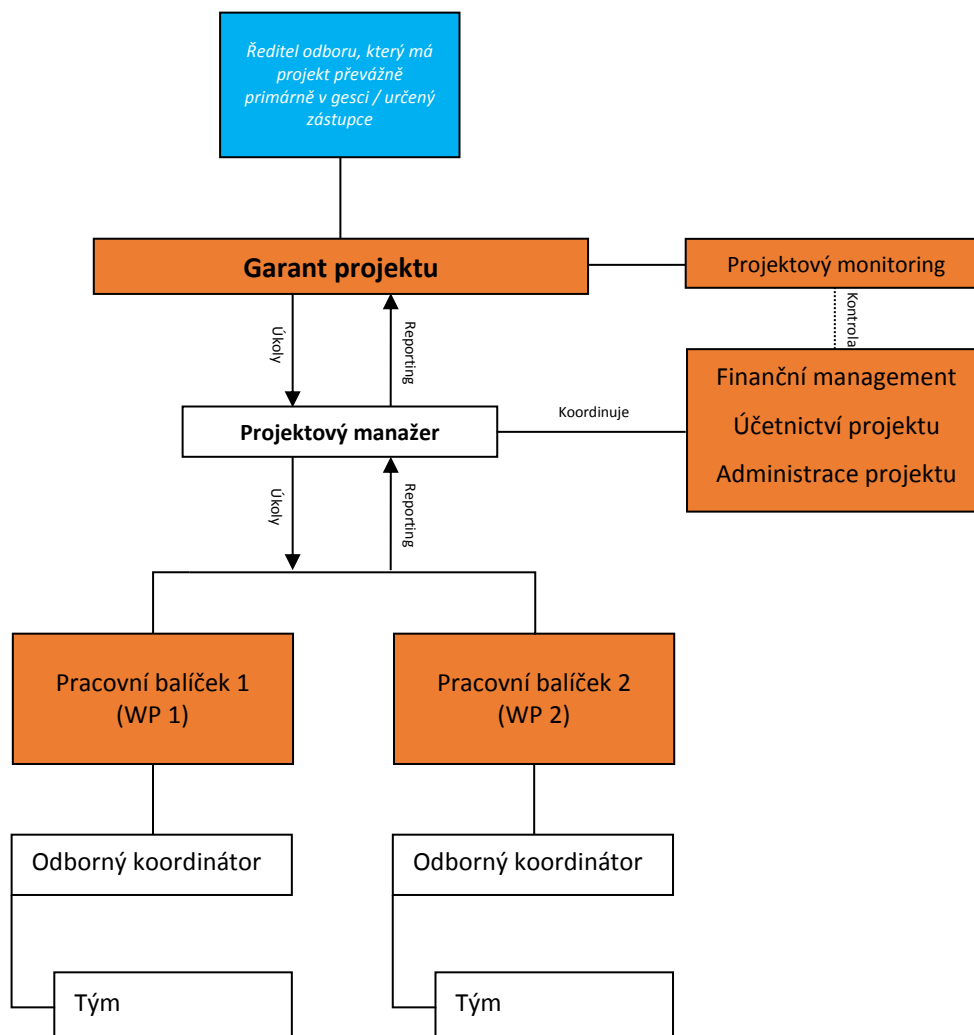 Ředitel odboru, který má
projekt převážně
primárně v gesci / určený
zástupce
Garant projektu
Projektový monitoring
Úkoly
Reporting
Kontrola
Finanční management
Účetnictví projektu
Administrace projektu
Koordinuje
Projektový manažer
Úkoly
Reporting
Pracovní balíček 1
(WP 1)
Pracovní balíček 2
(WP 2)
Odborný koordinátor
Odborný koordinátor
Tým
Tým